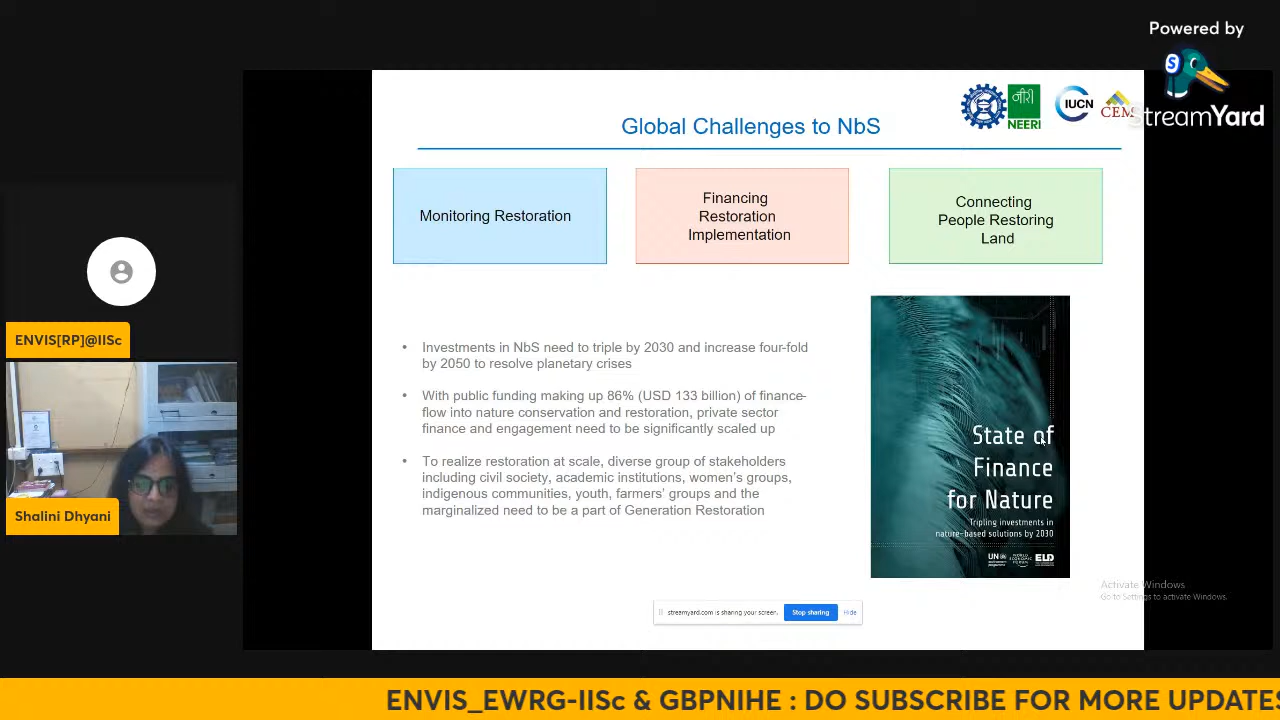 Powered by
StreamYard
Global Challenges to NbS
नीरी
NEERI
IUCN
CEM
Monitoring Restoration
Financing
Restoration
Implementation
Connecting
People Restoring
Land
• Investments in NbS need to triple by 2030 and increase four-fold
by 2050 to resolve planetary crises
• With public funding making up 86% (USD 133 billion) of finance-
flow into nature conservation and restoration, private sector
finance and engagement need to be significantly scaled up
• To realize restoration at scale, diverse group of stakeholders
including civil society, academic institutions, women's groups,
indigenous communities, youth, farmers' groups and the
marginalized need to be a part of Generation Restoration
State of
Finance
for Nature
Tripling investments in
nature-based solutions by 2030
UN
environment
programme
WORLD
ECONOMIC
FORUM
ELD
ENVIS[RP]@IISc
Shalini Dhyani
Activate Windows
Go to Settings to activate Windows.
streamyard.com is sharing your screen.
Stop sharing
Hide
ENVIS_EWRG-IISc & GBPNIHE : DO SUBSCRIBE FOR MORE UPDATES